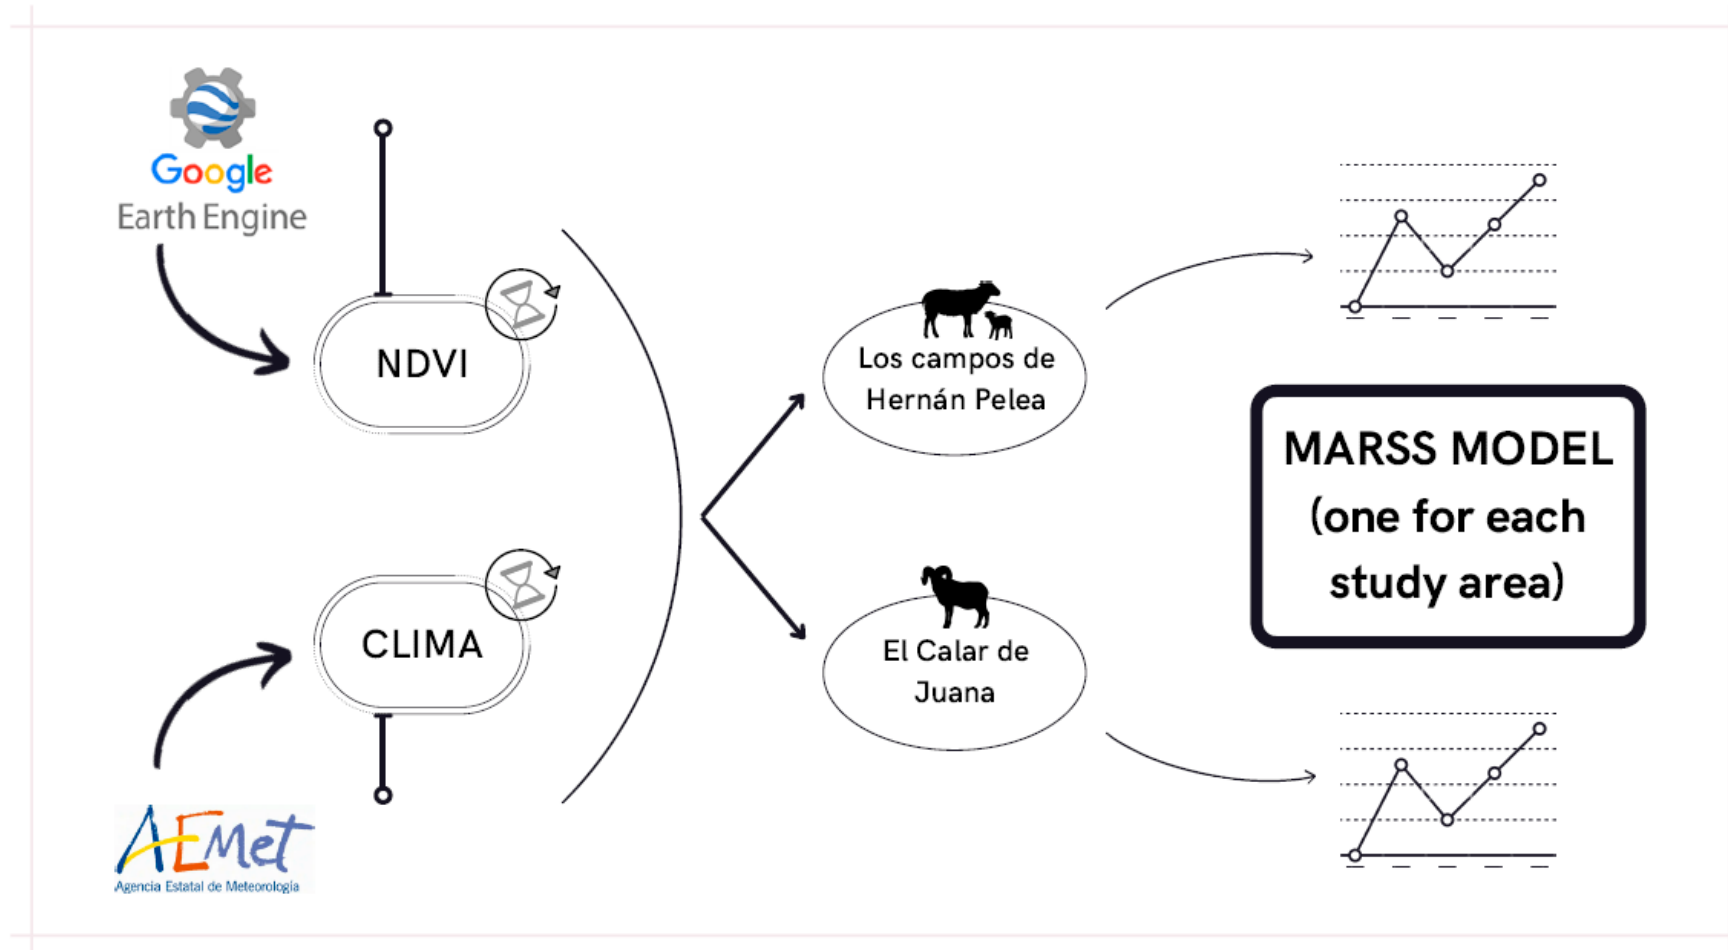 Google
Earth Engine
NDVI
CLIMA
AEMet
Agencia Estatal de Meteorología
Los campos de
Hernán Pelea
El Calar de
Juana
MARSS MODEL
(one for each
study area)